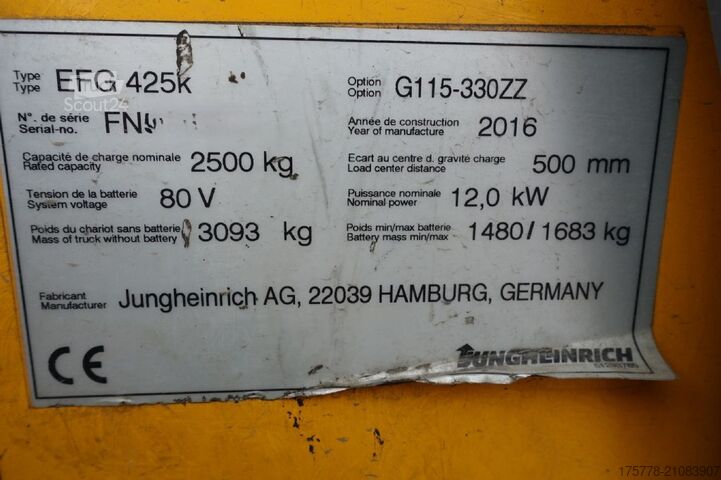 Type EFG 425k Option G115-330ZZ
Type Option
Scout24
N°. de série FN Année de construction 2016
Serial-no. Year of manufacture
Capacité de charge nominale 2500 kg Ecart au centre d. gravité charge 500 mm
Rated capacity Load center distance
Tension de la batterie 80 V Puissance nominale 12,0 kW
System voltage Nominal power
Poids du chariot sans batterie 3093 kg Poids min/max batterie 1480/1683 kg
Mass of truck without battery Battery mass min/max
Fabricant Jungheinrich AG, 22039 HAMBURG, GERMANY
Manufacturer
CE JUNGHEINRICH
175778-21083907